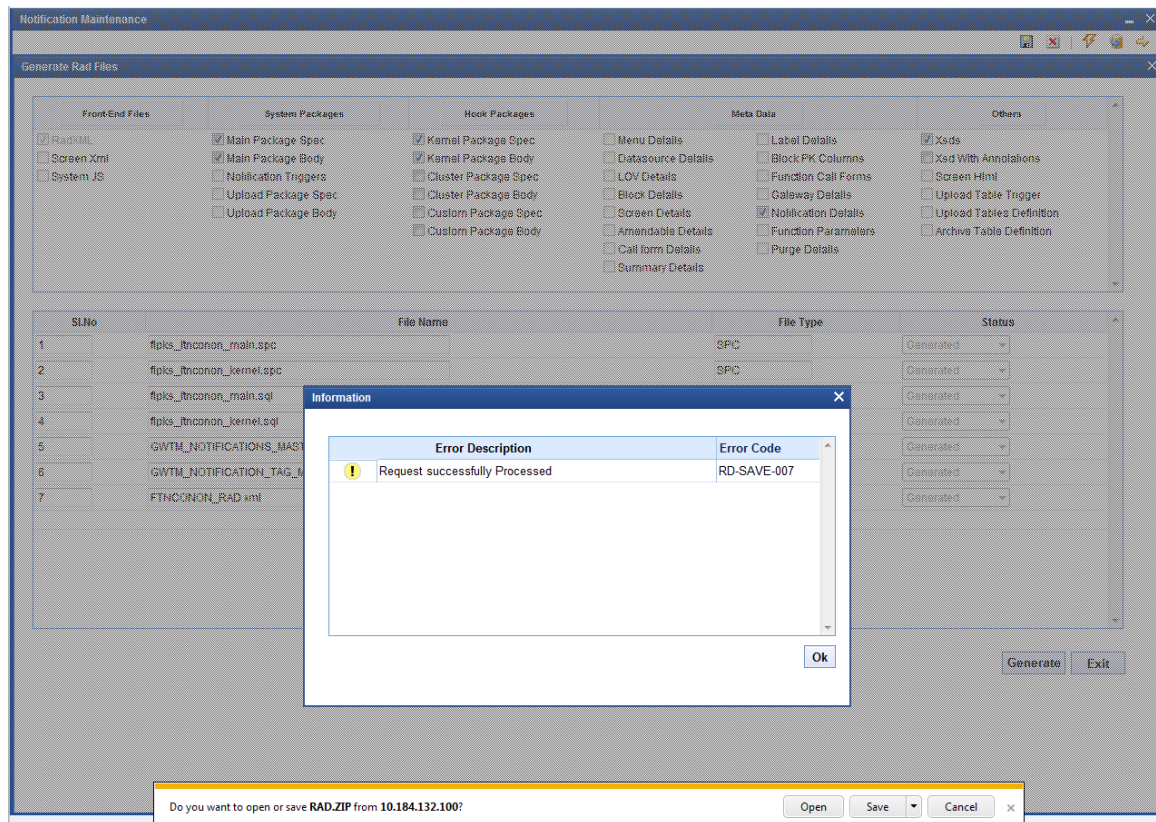 Notification Maintenance
Generate Rad Files
Front-End Files System Packages Hook Packages Meta Data Others
RadXML Main Package Spec Kernel Package Spec Menu Details Label Details Xsds
Screen Xml Main Package Body Kernel Package Body Datasource Details Block PK Columns Xsd With Annotations
System JS Notification Triggers Cluster Package Spec LOV Details Function Call Forms Screen Html
Upload Package Spec Cluster Package Body Block Details Gateway Details Upload Table Trigger
Upload Package Body Custom Package Spec Screen Details Notification Details Upload Tables Definition
Custom Package Body Amendable Details Function Parameters Archive Table Definition
Call form Details Purge Details
Summary Details
Sl.No File Name File Type Status
1 ftpks_ftnconon_main.spc SPC Generated
2 ftpks_ftnconon_kernel.spc SPC Generated
3 ftpks_ftnconon_main.sql Generated
4 ftpks_ftnconon_kernel.sql Generated
5 GWTM_NOTIFICATIONS_MAST Generated
6 GWTM_NOTIFICATION_TAG_M Generated
7 FTNCONON_RAD.xml Generated
Information
Error Description Error Code
Request successfully Processed RD-SAVE-007
Ok
Generate Exit
Do you want to open or save RAD.ZIP from 10.184.132.100? Open Save Cancel